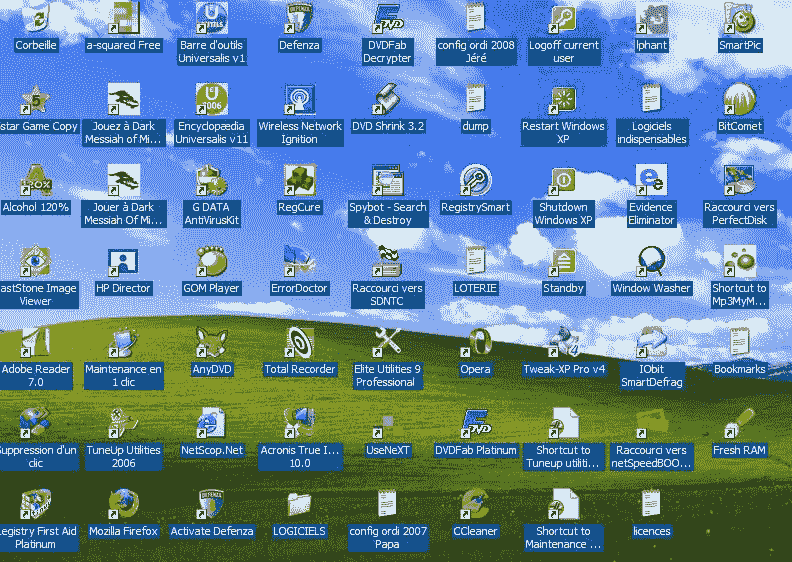 Corbeille
a-squared Free
Barre d'outils
Universalis v1
Defenza
DVDFab
Decrypter
config ordi 2008
Jéré
Logoff current
user
lphant
SmartPic
star Game Copy
Jouez à Dark
Messiah of Mi...
Encyclopædia
Universalis v11
Wireless Network
Ignition
DVD Shrink 3.2
dump
Restart Windows
XP
Logiciels
indispensables
BitComet
Alcohol 120%
Jouer à Dark
Messiah Of Mi...
G DATA
AntiVirusKit
RegCure
Spybot - Search
& Destroy
RegistrySmart
Shutdown
Windows XP
Evidence
Eliminator
Raccourci vers
PerfectDisk
astStone Image
Viewer
HP Director
GOM Player
ErrorDoctor
Raccourci vers
SDNTC
LOTERIE
Standby
Window Washer
Shortcut to
Mp3MyM...
Adobe Reader
7.0
Maintenance en
1 clic
AnyDVD
Total Recorder
Elite Utilities 9
Professional
Opera
Tweak-XP Pro v4
IObit
SmartDefrag
Bookmarks
Suppression d'un
clic
TuneUp Utilities
2006
NetScop.Net
Acronis True I...
10.0
UseNeXT
DVDFab Platinum
Shortcut to
Tuneup utiliti...
Raccourci vers
netSpeedBOO...
Fresh RAM
Registry First Aid
Platinum
Mozilla Firefox
Activate Defenza
LOGICIELS
config ordi 2007
Papa
CCleaner
Shortcut to
Maintenance ...
licences